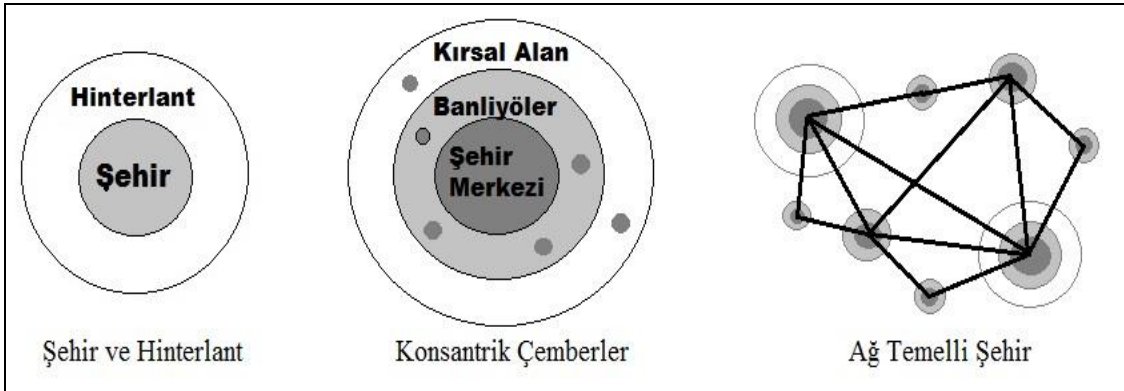 Hinterlant
Şehir
Şehir ve Hinterlant
Kırsal Alan
Banliyöler
Şehir
Merkezi
Konsantrik Çemberler
Ağ Temelli Şehir